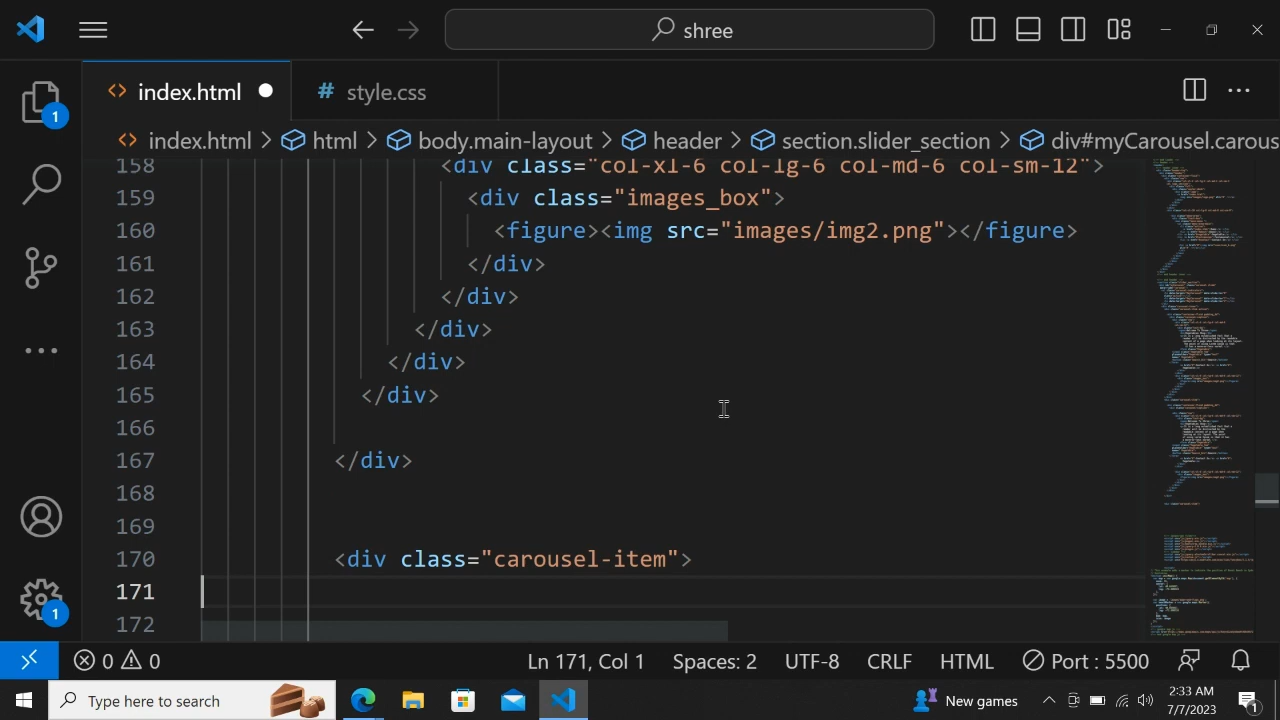 shree
index.html
style.css
1
index.html > html > body.main-layout > header > section.slider_section > div#myCarousel.carous
158 <div class="col-xl-6 col-lg-6 col-md-6 col-sm-12">
159 <div class="images_box">
160 <figure><img src="images/img2.png"></figure>
161 </div>
162 </div>
163 </div>
164 </div>
165 </div>
166
167 </div>
168
169
170 <div class="carousel-item">
171
172
1
0 0 Ln 171, Col 1 Spaces: 2 UTF-8 CRLF HTML Port : 5500
Type here to search
New games
2:33 AM
7/7/2023
1